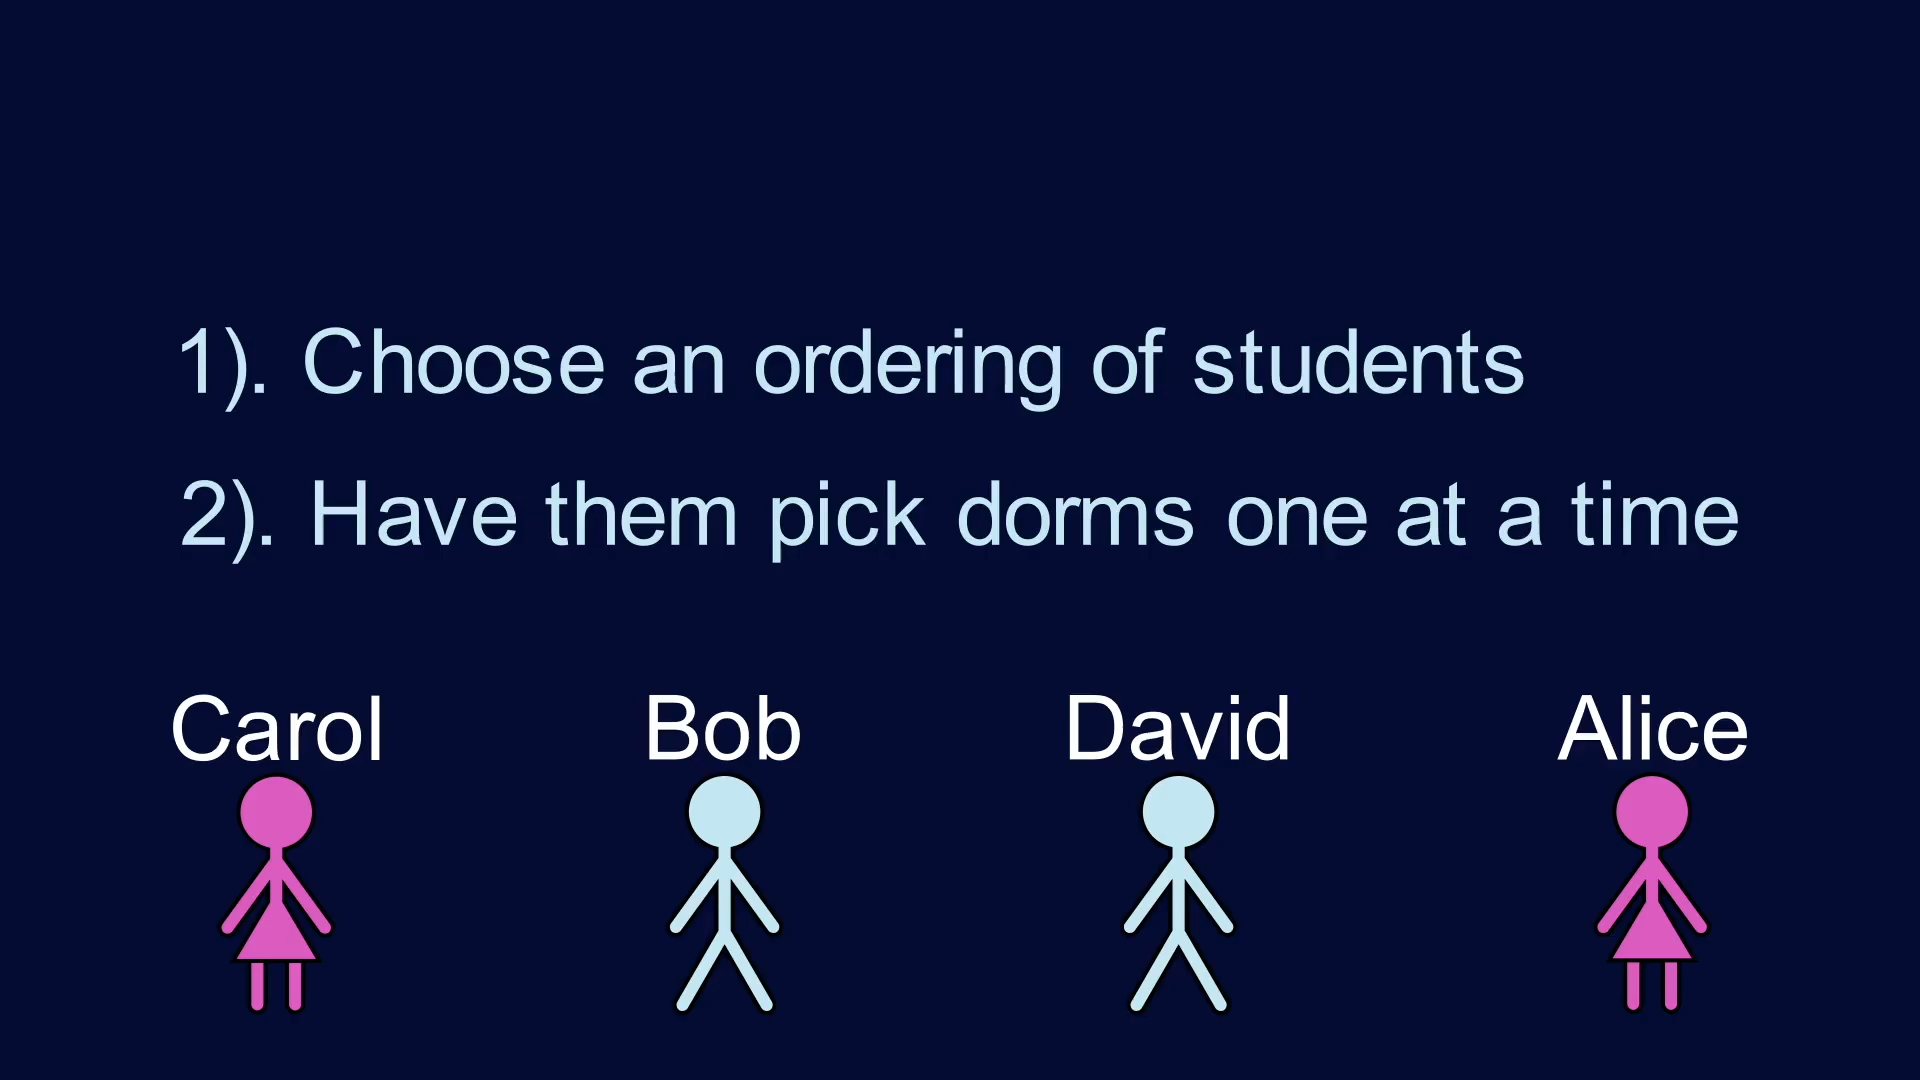 1). Choose an ordering of students
2). Have them pick dorms one at a time
Carol Bob David Alice